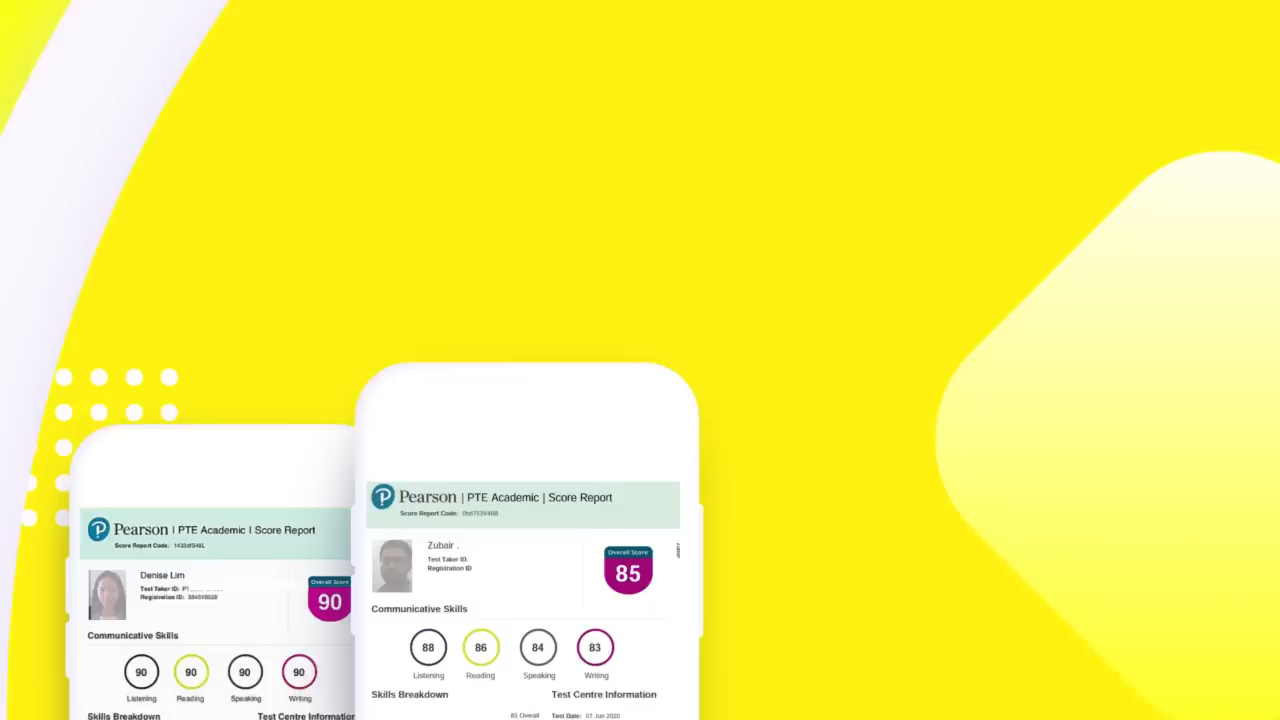 Pearson | PTE Academic | Score Report
Score Report Code:
Denise Lim
Test Taker ID:
Registration ID:
Overall Score
90
Communicative Skills
90
90
90
90
Listening
Reading
Speaking
Writing
Skills Breakdown
Test Centre Information
Pearson | PTE Academic | Score Report
Score Report Code:
Zubair .
Test Taker ID.
Registration ID
Overall Score
85
Communicative Skills
88
86
84
83
Listening
Reading
Speaking
Writing
Skills Breakdown
Test Centre Information
85 Overall
Test Date: 07 Jun 2020